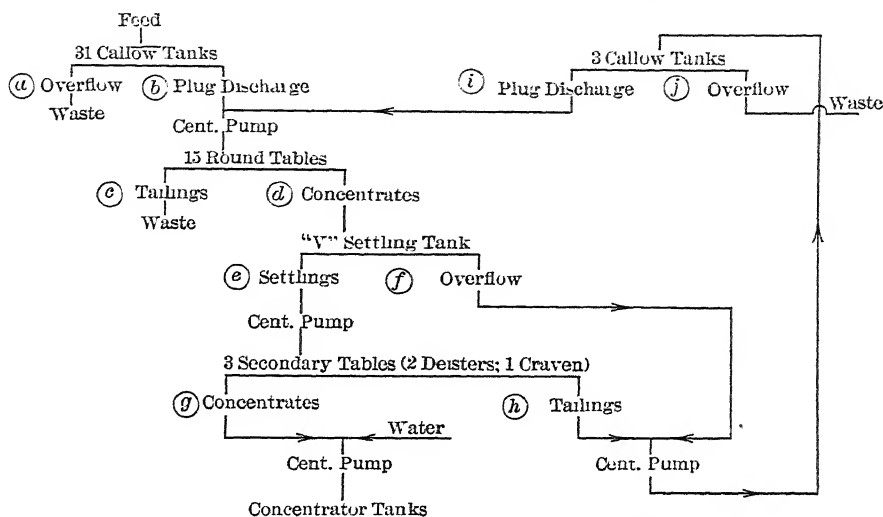 Feed
31 Callow Tanks
3 Callow Tanks
a Overflow
b Plug Discharge
i Plug Discharge
j Overflow
Waste
Waste
Cent. Pump
15 Round Tables
c Tailings
d Concentrates
Waste
"V" Settling Tank
e Settlings
f Overflow
Cent. Pump
3 Secondary Tables (2 Deisters; 1 Craven)
g Concentrates
h Tailings
Water
Cent. Pump
Cent. Pump
Concentrator Tanks